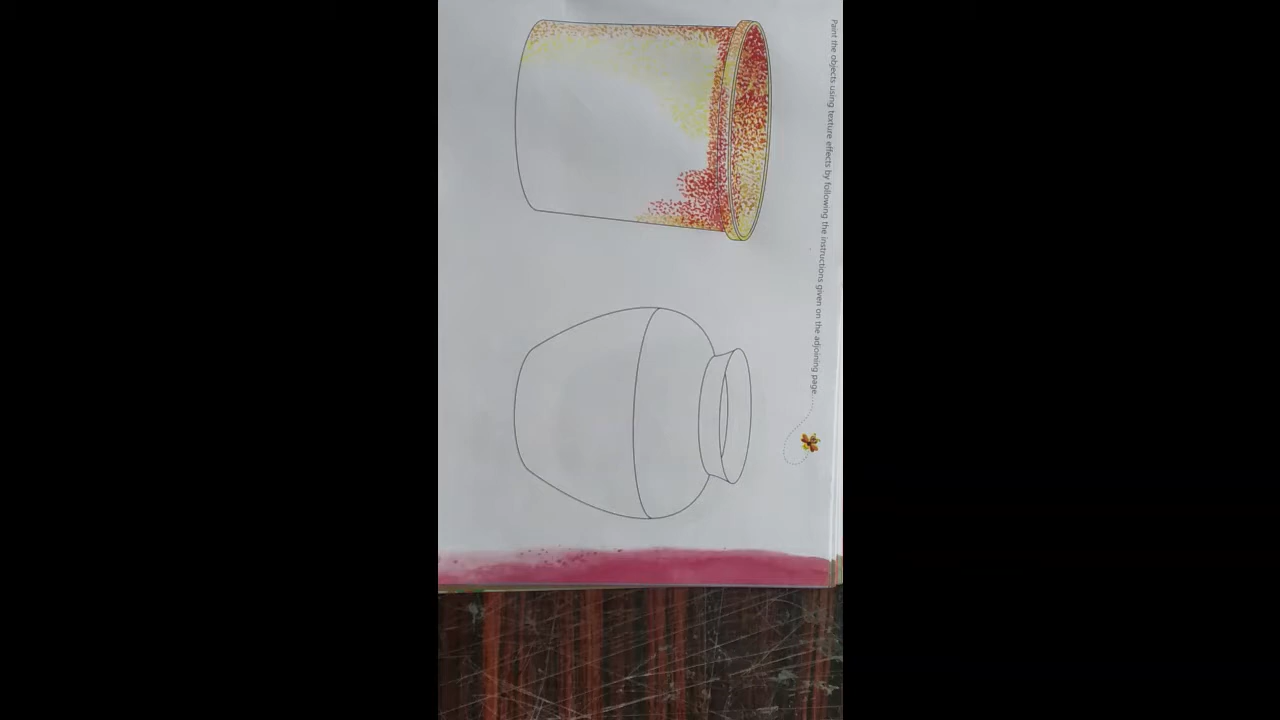 Paint the objects using texture effects by following the instructions given on the adjoining page.